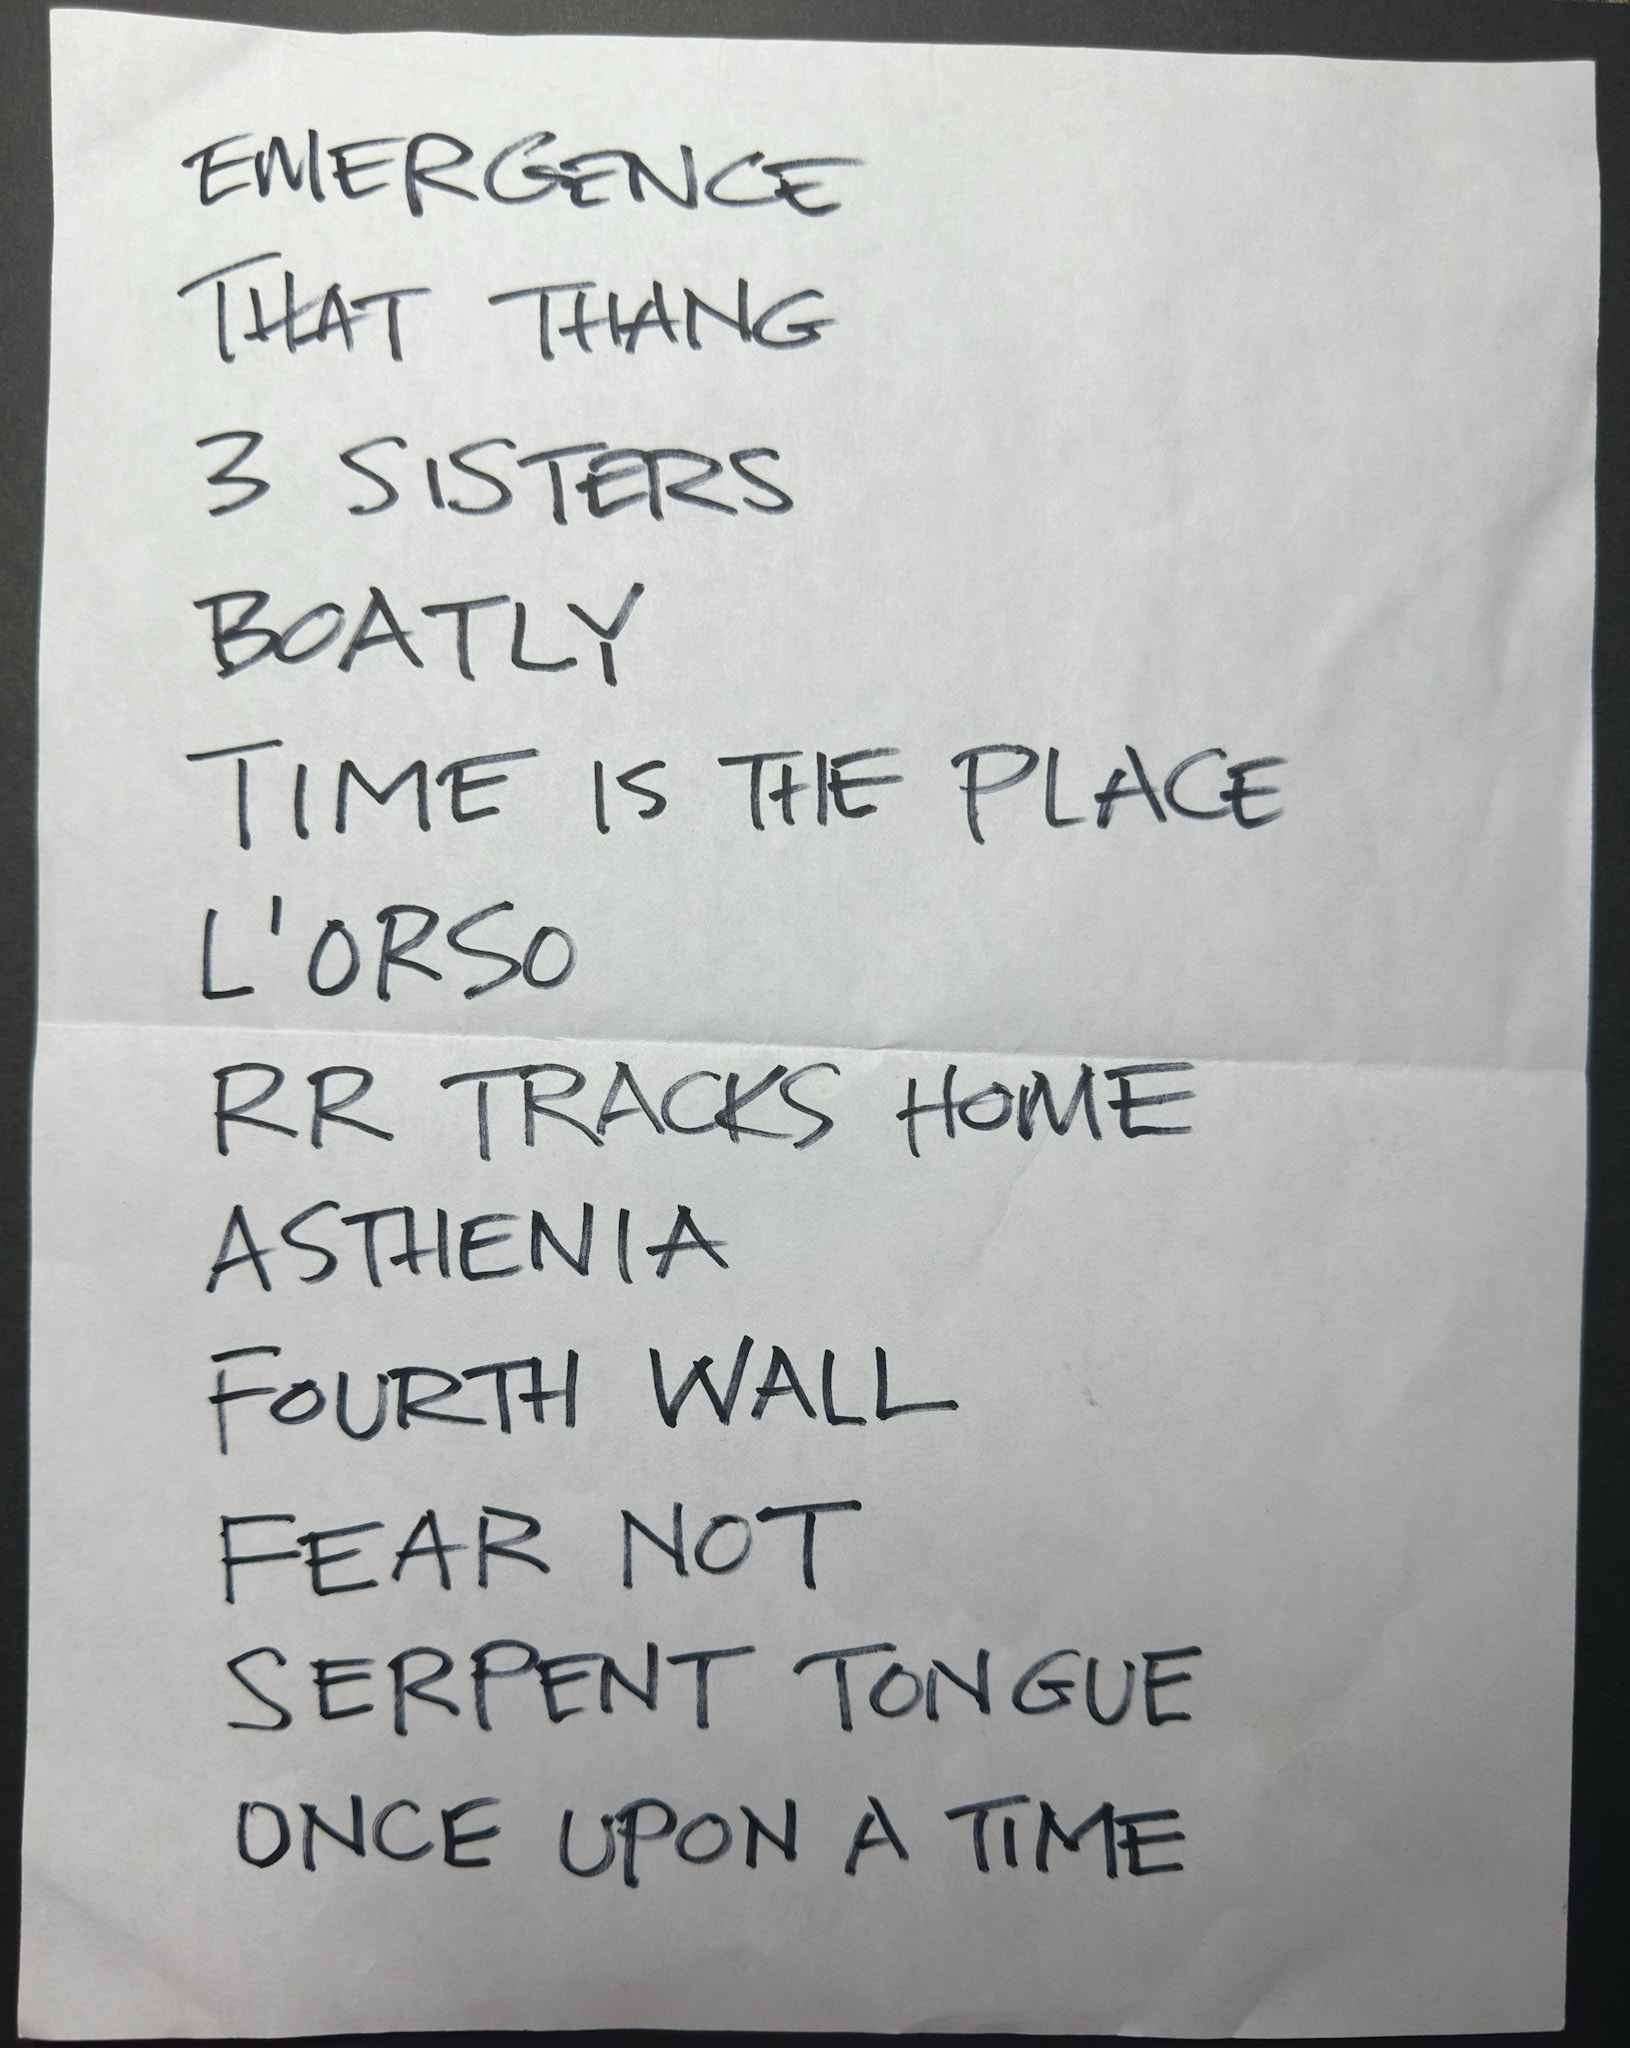 EMERGENCE
THAT THANG
3 SISTERS
BOATLY
TIME IS THE PLACE
L'ORSO
RR TRACKS HOME
ASTHENIA
FOURTH WALL
FEAR NOT
SERPENT TONGUE
ONCE UPON A TIME